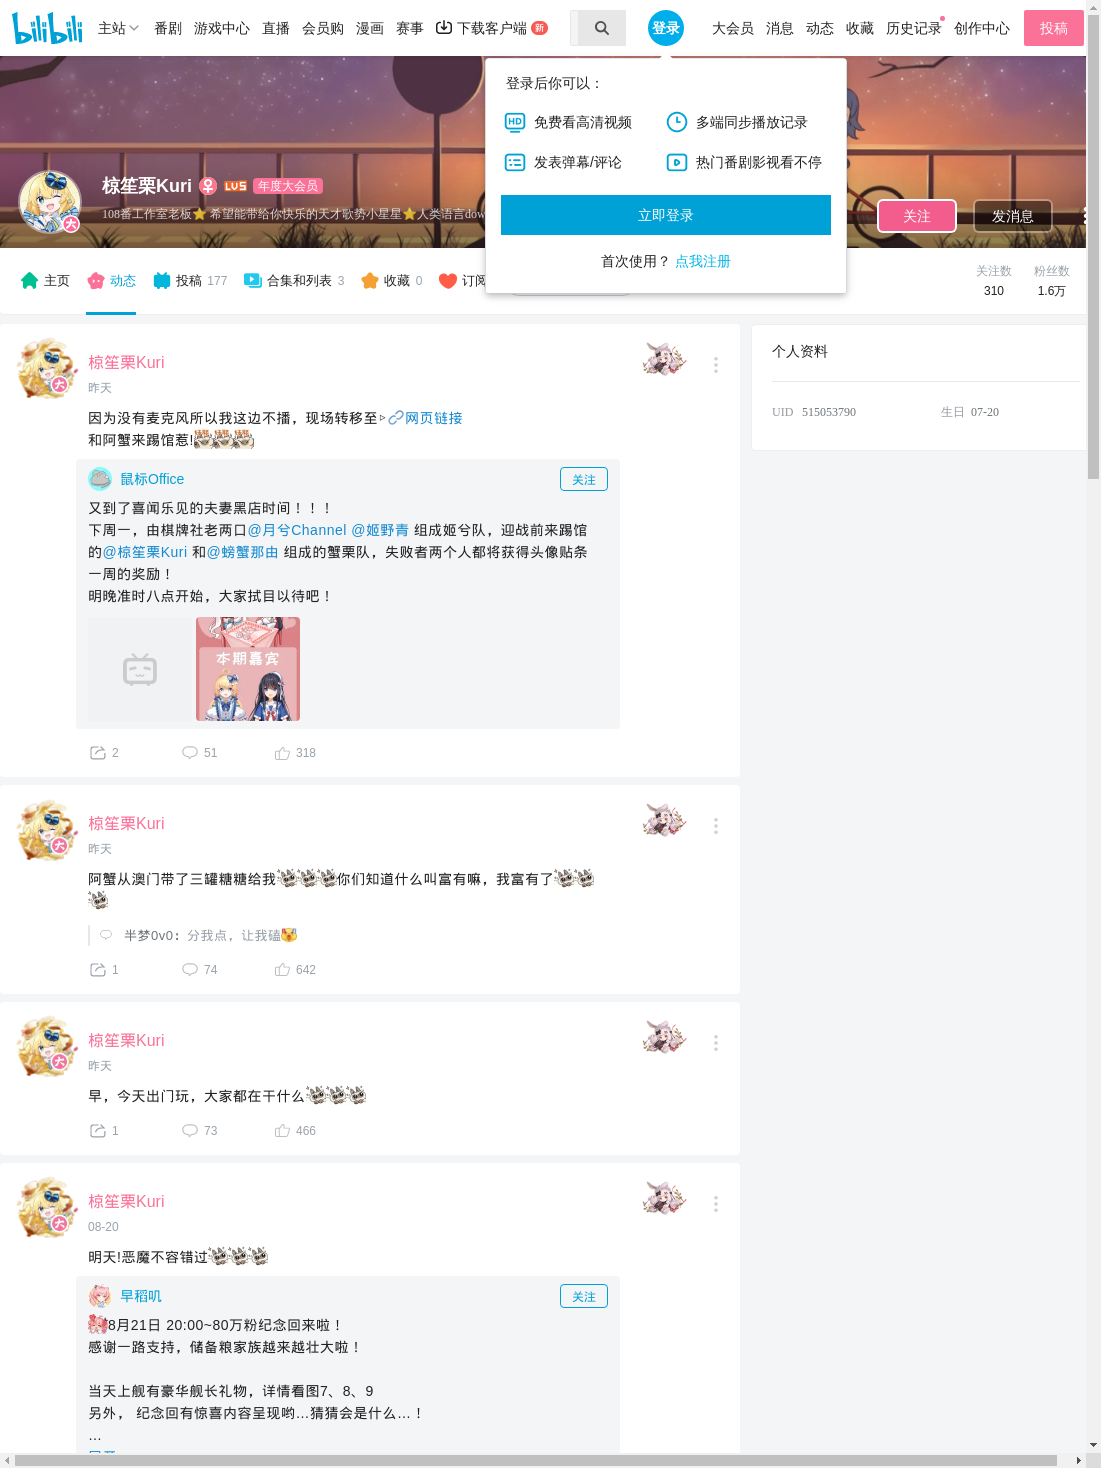 bilibili 主站 番剧 游戏中心 直播 会员购 漫画 赛事 下载客户端 新 登录 大会员 消息 动态 收藏 历史记录 创作中心 投稿
登录后你可以：
免费看高清视频 多端同步播放记录
发表弹幕/评论 热门番剧影视看不停
立即登录
首次使用？ 点我注册
椋笙栗Kuri LV5 年度大会员
108番工作室老板⭐ 希望能带给你快乐的天才歌势小星星⭐人类语言dow
关注 发消息
主页 动态 投稿 177 合集和列表 3 收藏 0 订阅
关注数 粉丝数
310 1.6万
个人资料
UID 515053790 生日 07-20
椋笙栗Kuri
昨天
因为没有麦克风所以我这边不播，现场转移至▷网页链接
和阿蟹来踢馆惹!
鼠标Office 关注
又到了喜闻乐见的夫妻黑店时间！！！
下周一，由棋牌社老两口@月兮Channel @姬野青 组成姬兮队，迎战前来踢馆
的@椋笙栗Kuri 和@螃蟹那由 组成的蟹栗队，失败者两个人都将获得头像贴条
一周的奖励！
明晚准时八点开始，大家拭目以待吧！
本期嘉宾
2 51 318
椋笙栗Kuri
昨天
阿蟹从澳门带了三罐糖糖给我你们知道什么叫富有嘛，我富有了
半梦0v0：分我点，让我磕
1 74 642
椋笙栗Kuri
昨天
早，今天出门玩，大家都在干什么
1 73 466
椋笙栗Kuri
08-20
明天!恶魔不容错过
早稻叽 关注
8月21日 20:00~80万粉纪念回来啦！
感谢一路支持，储备粮家族越来越壮大啦！
当天上舰有豪华舰长礼物，详情看图7、8、9
另外， 纪念回有惊喜内容呈现哟…猜猜会是什么…！
…